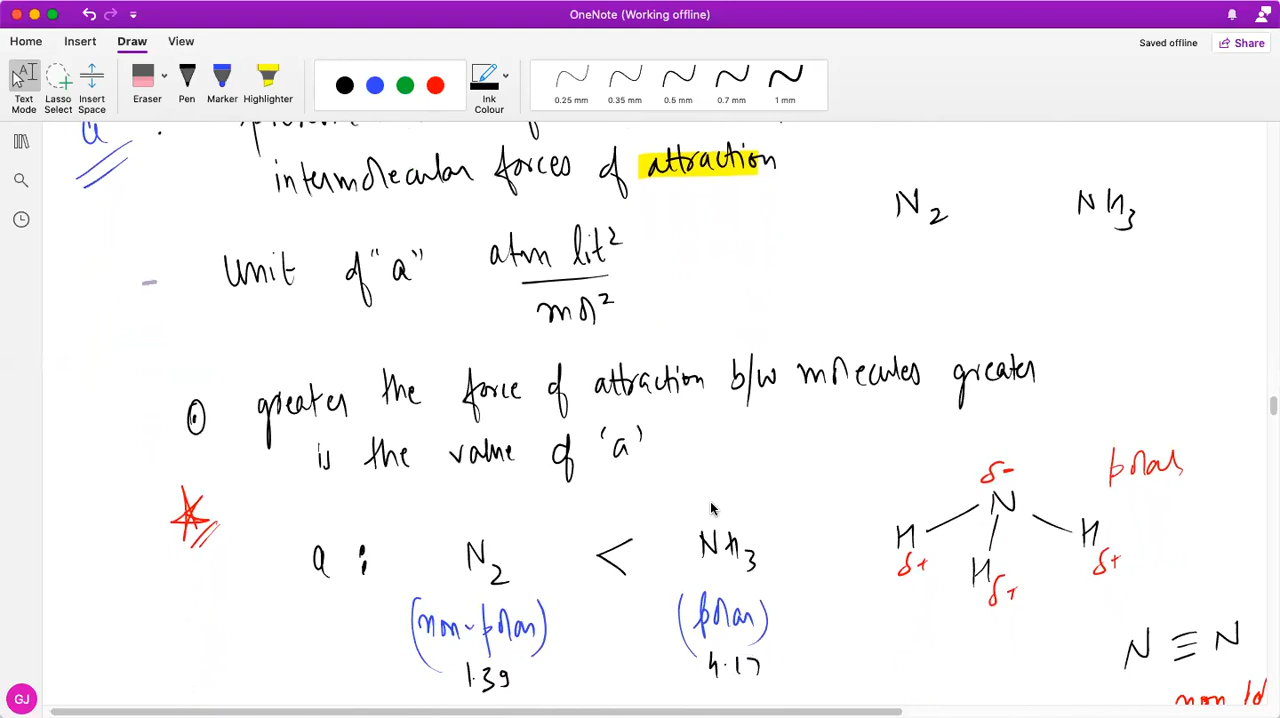 OneNote (Working offline)
Home Insert Draw View
Saved offline
Share
Text Mode
Lasso Select
Insert Space
Eraser
Pen
Marker
Highlighter
Ink Colour
0.25 mm
0.35 mm
0.5 mm
0.7 mm
1 mm
a :
intermolecular forces of attraction
N2 NH3
Unit of "a" atm lit²
mol²
greater the force of attraction b/w molecules greater
is the value of 'a'
polar
δ- N
H δ+
H δ+
H δ+
a : N2 < NH3
(non-polar) (polar)
1.39 4.17
N ≡ N
non
GJ